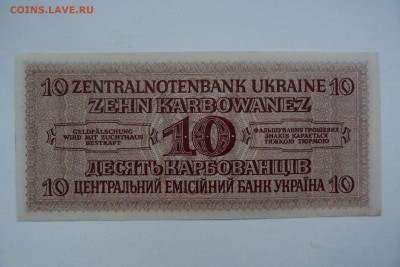 COINS.LAVE.RU
10 ZENTRALNOTENBANK UKRAINE 10
ZEHN KARBOWANEZ
GELDFÄLSCHUNG
WIRD MIT ZUCHTHAUS
BESTRAFT
10
ФАЛЬШУВАННЯ ГРОШЕВИХ
ЗНАКІВ КАРАЄТЬСЯ
ТЯЖКОЮ ТЮРМОЮ
ДЕСЯТЬ КАРБОВАНЦІВ
10 ЦЕНТРАЛЬНИЙ ЕМІСІЙНИЙ БАНК УКРАЇНА 10